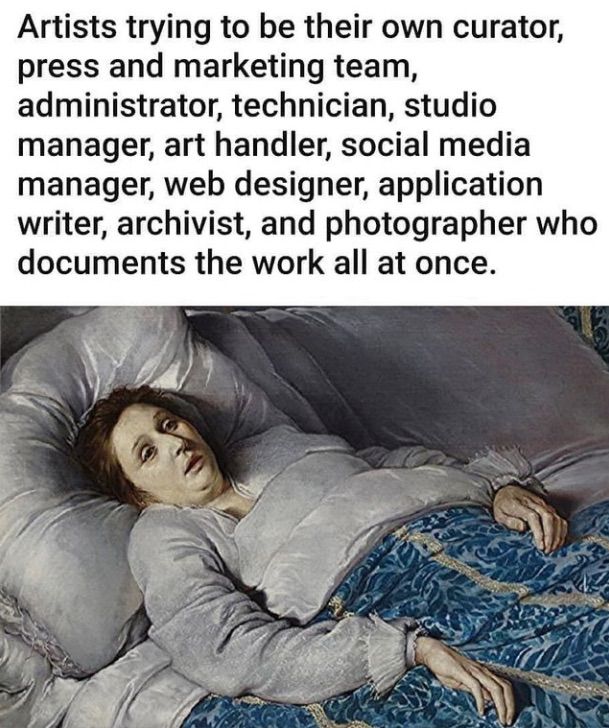 Artists trying to be their own curator,
press and marketing team,
administrator, technician, studio
manager, art handler, social media
manager, web designer, application
writer, archivist, and photographer who
documents the work all at once.